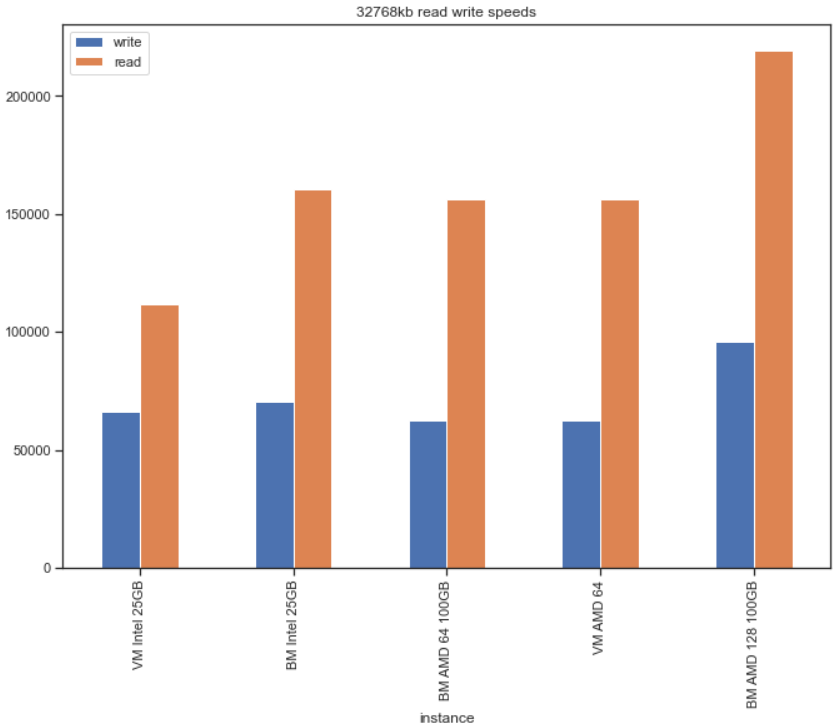 32768kb read write speeds
write
read
200000
150000
100000
50000
0
VM Intel 25GB
BM Intel 25GB
BM AMD 64 100GB
VM AMD 64
BM AMD 128 100GB
instance